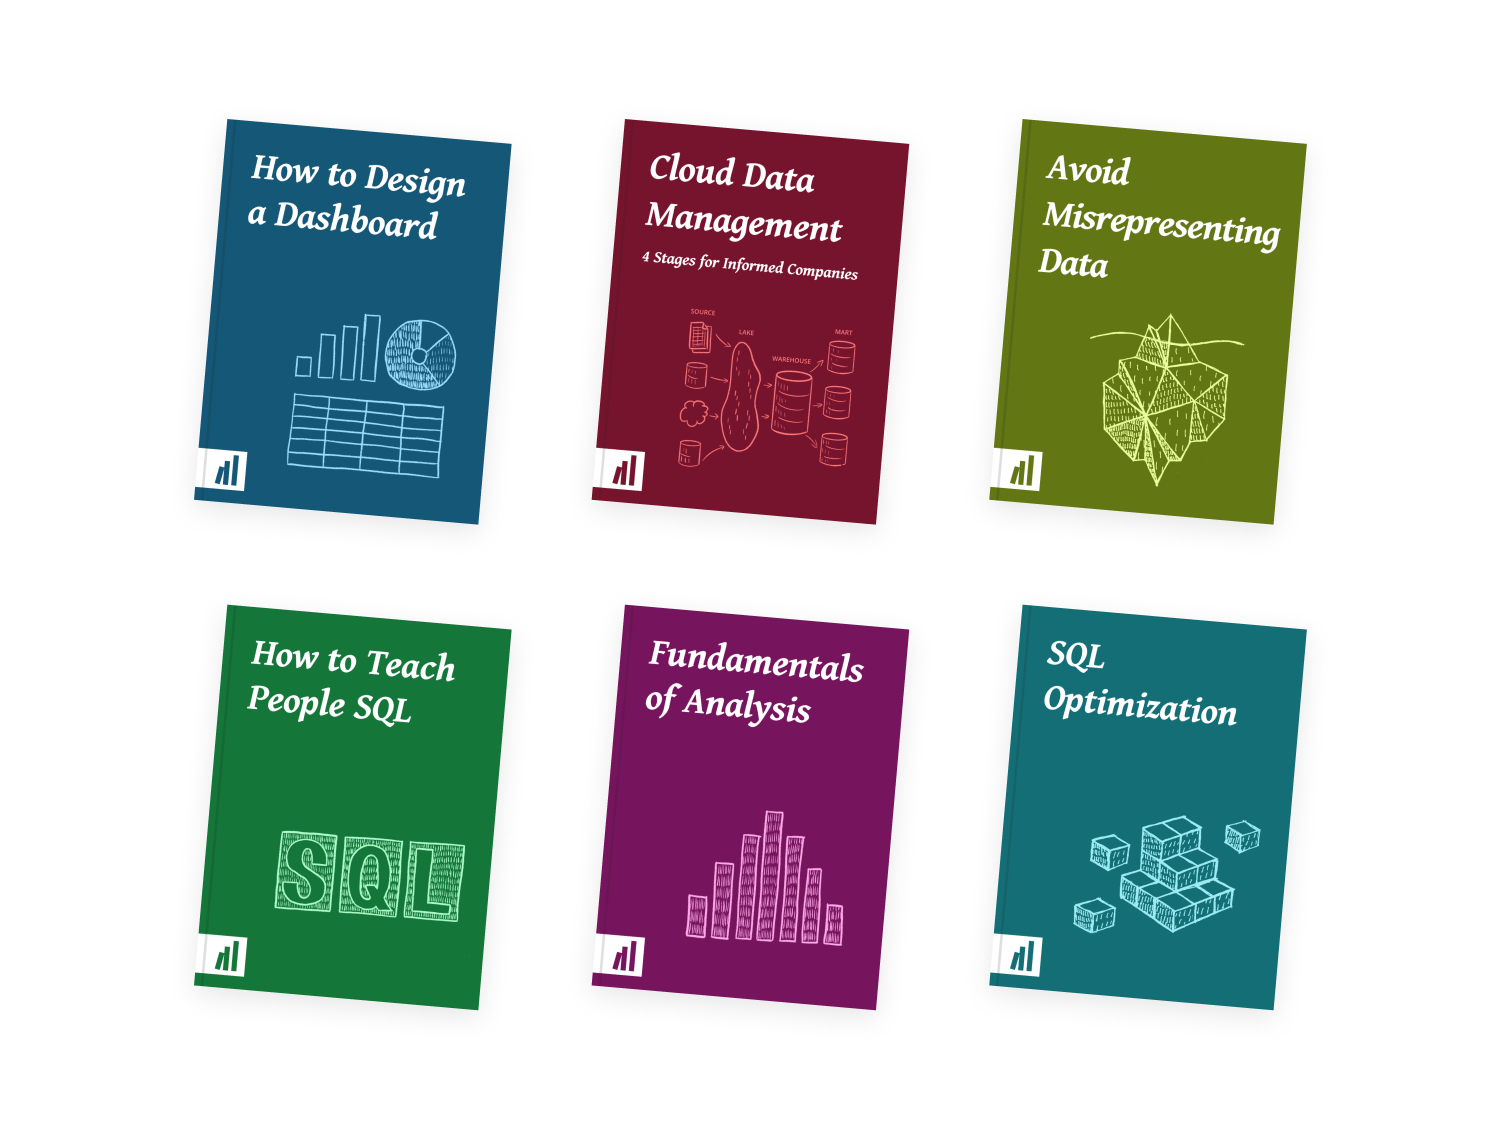 How to Design
a Dashboard
Cloud Data
Management
4 Stages for Informed Companies
SOURCE
LAKE
WAREHOUSE
MART
Avoid
Misrepresenting
Data
How to Teach
People SQL
SQL
Fundamentals
of Analysis
SQL
Optimization